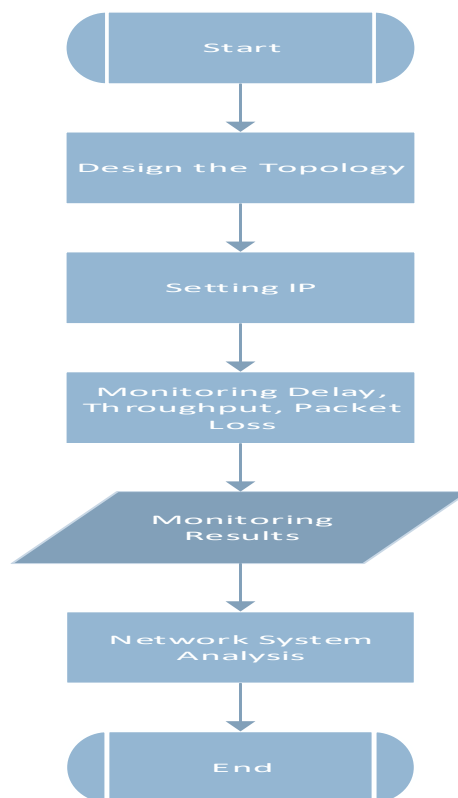 Start
Design the Topology
Setting IP
Monitoring Delay,
Throughput, Packet
Loss
Monitoring
Results
Network System
Analysis
End